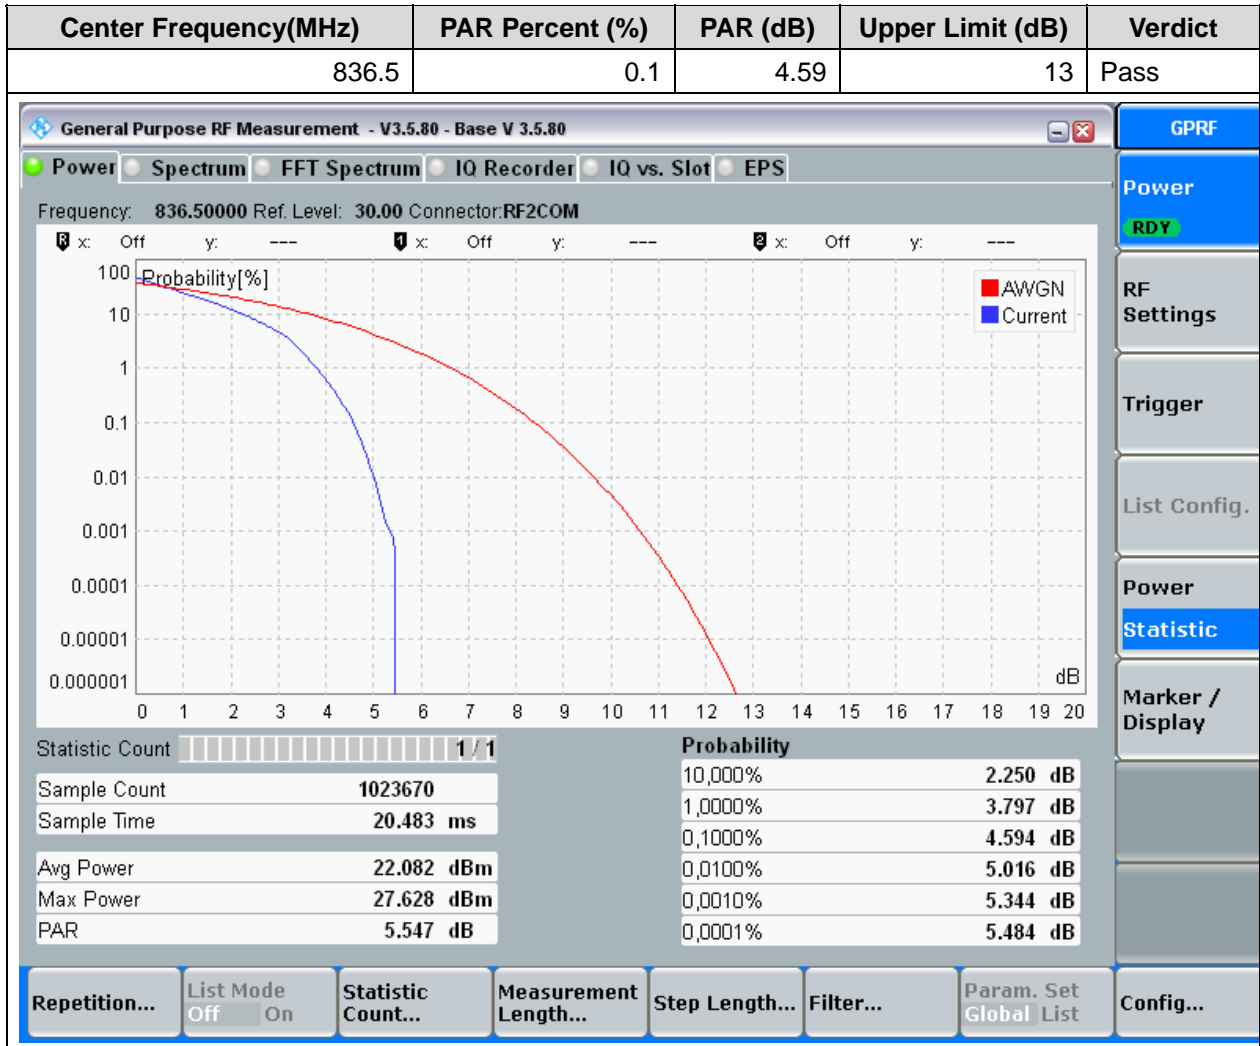 Center Frequency(MHz) PAR Percent (%) PAR (dB) Upper Limit (dB) Verdict
836.5 0.1 4.59 13 Pass
General Purpose RF Measurement - V3.5.80 - Base V 3.5.80
GPRF
Power Spectrum FFT Spectrum IQ Recorder IQ vs. Slot EPS
Frequency: 836.50000 Ref. Level: 30.00 Connector:RF2COM
R x: Off y: --- 1 x: Off y: --- 2 x: Off y: ---
Probability[%]
AWGN
Current
100
10
1
0.1
0.01
0.001
0.0001
0.00001
0.000001
dB
0 1 2 3 4 5 6 7 8 9 10 11 12 13 14 15 16 17 18 19 20
Statistic Count 1 / 1
Sample Count 1023670
Sample Time 20.483 ms
Avg Power 22.082 dBm
Max Power 27.628 dBm
PAR 5.547 dB
Probability
10,000% 2.250 dB
1,0000% 3.797 dB
0,1000% 4.594 dB
0,0100% 5.016 dB
0,0010% 5.344 dB
0,0001% 5.484 dB
Power
RDY
RF
Settings
Trigger
List Config.
Power
Statistic
Marker /
Display
Repetition...
List Mode
Off On
Statistic
Count...
Measurement
Length...
Step Length...
Filter...
Param. Set
Global List
Config...